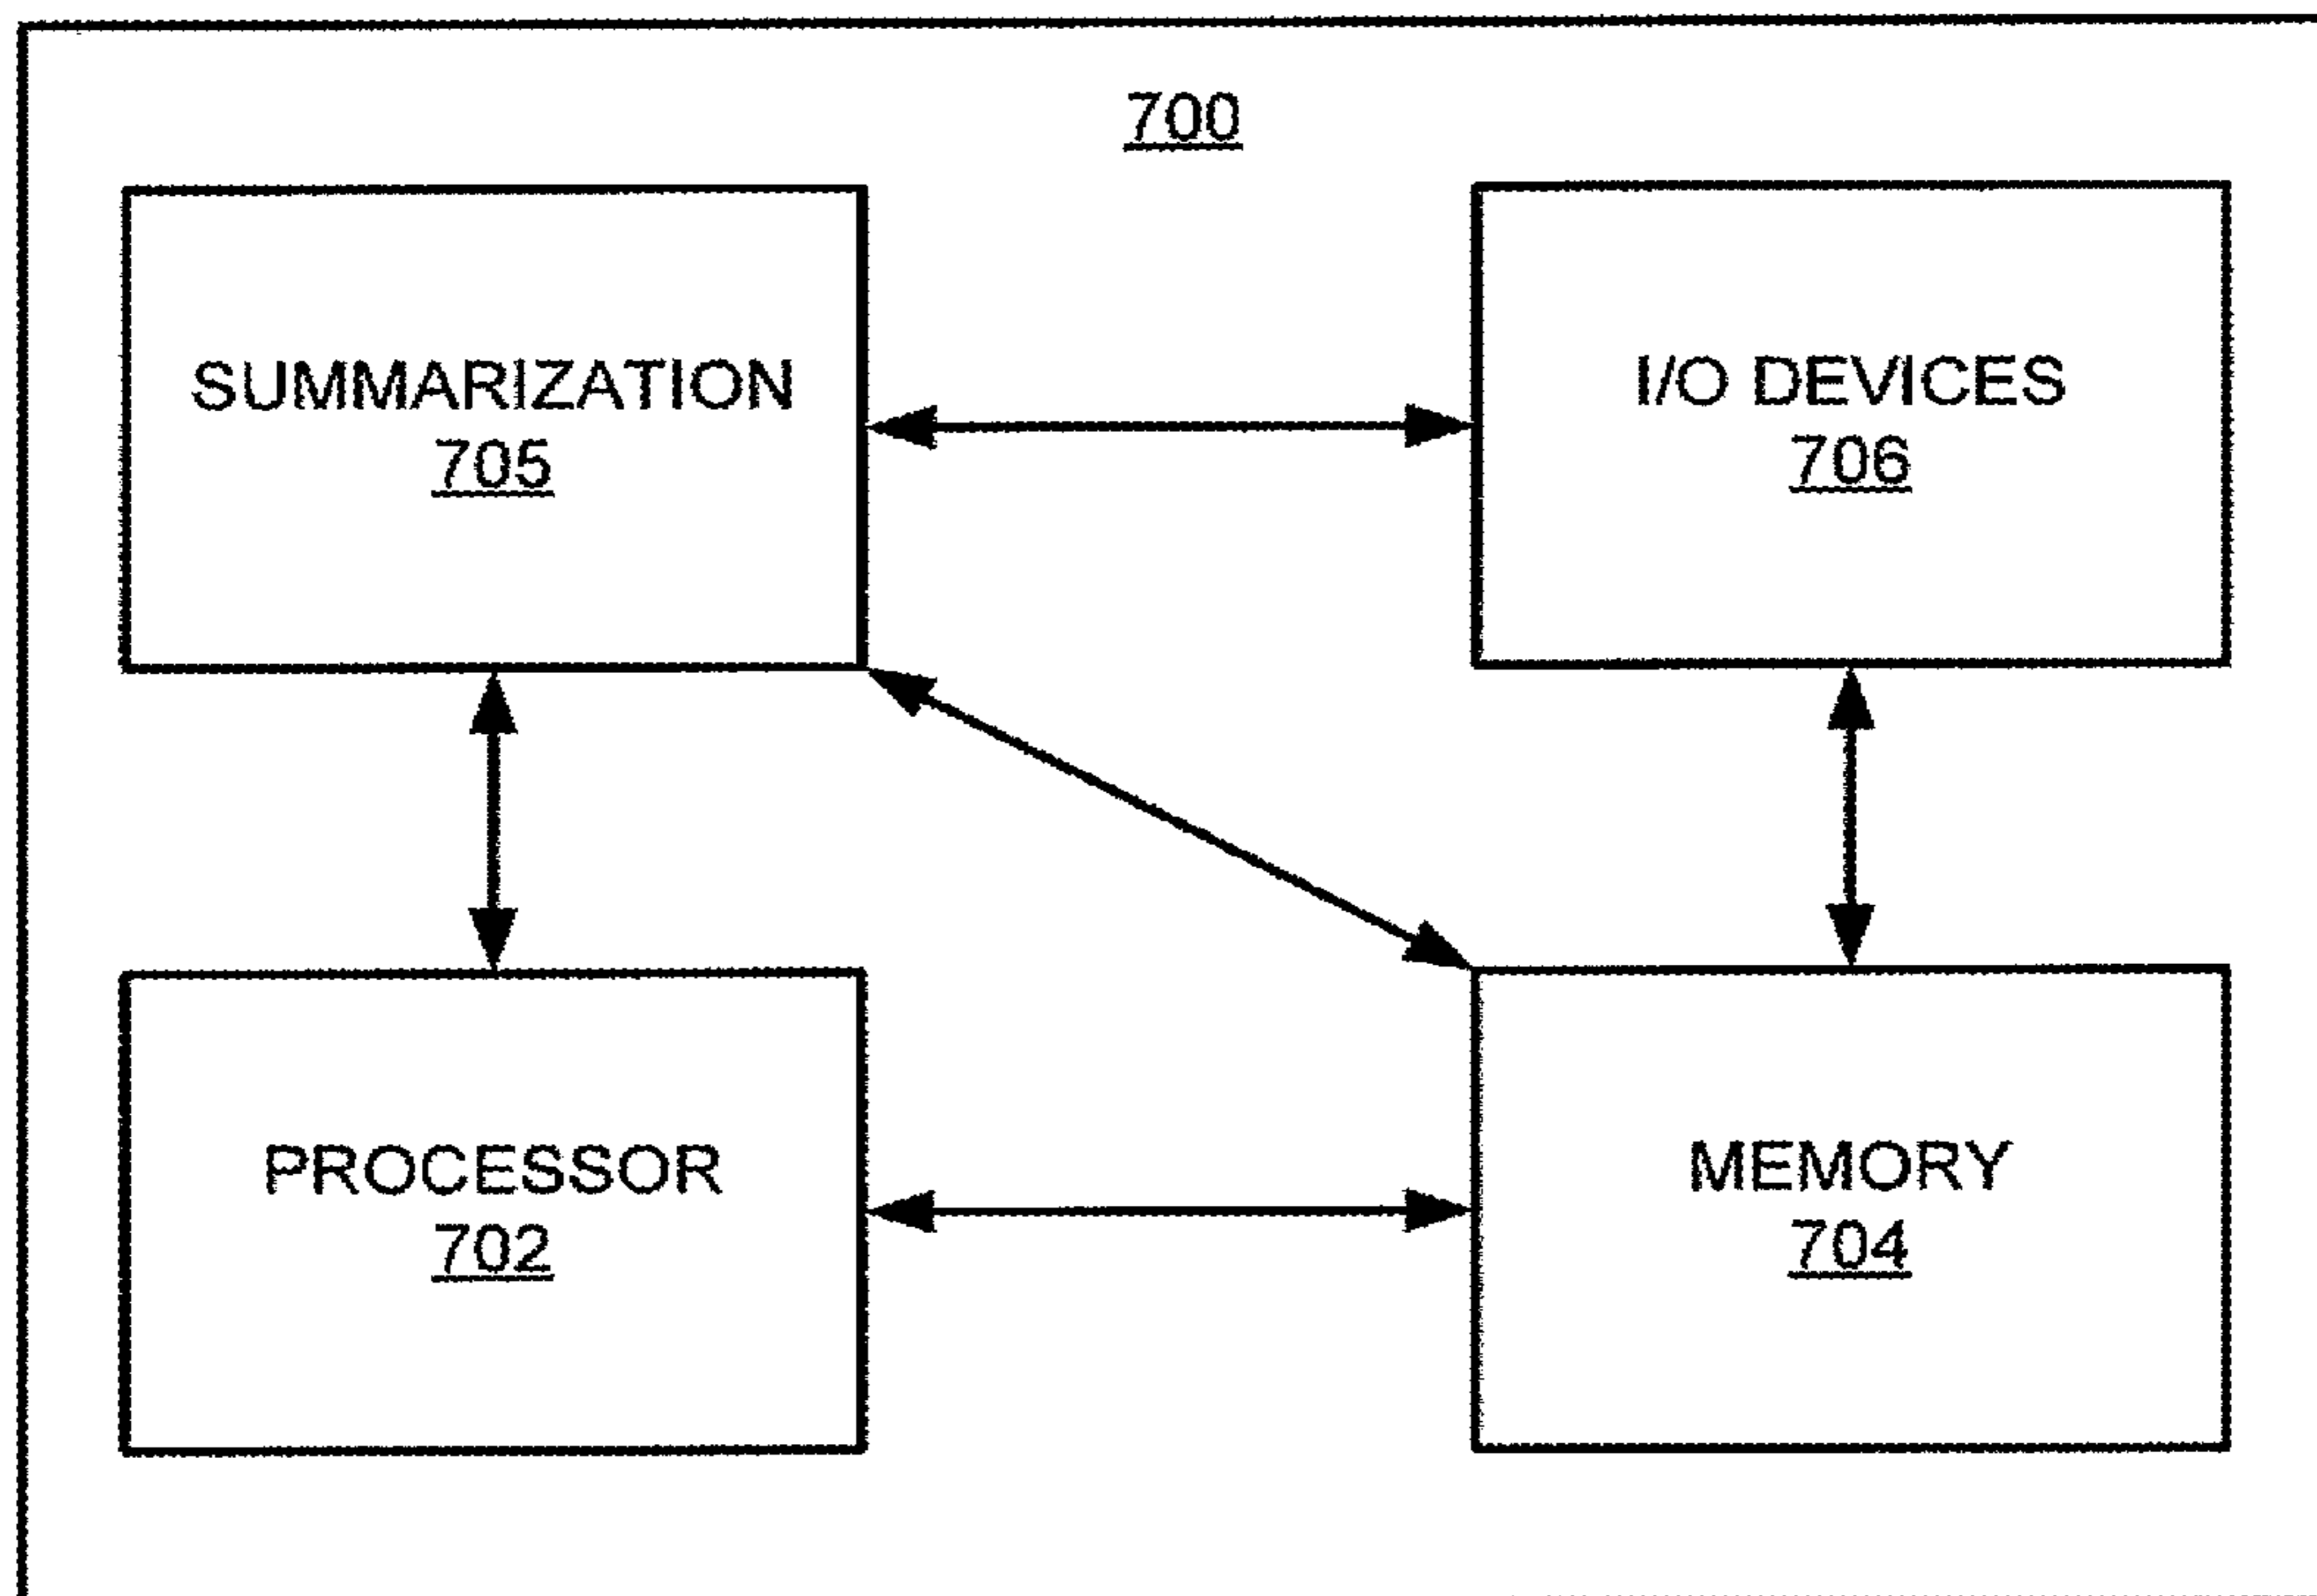 700
SUMMARIZATION
705
I/O DEVICES
706
PROCESSOR
702
MEMORY
704